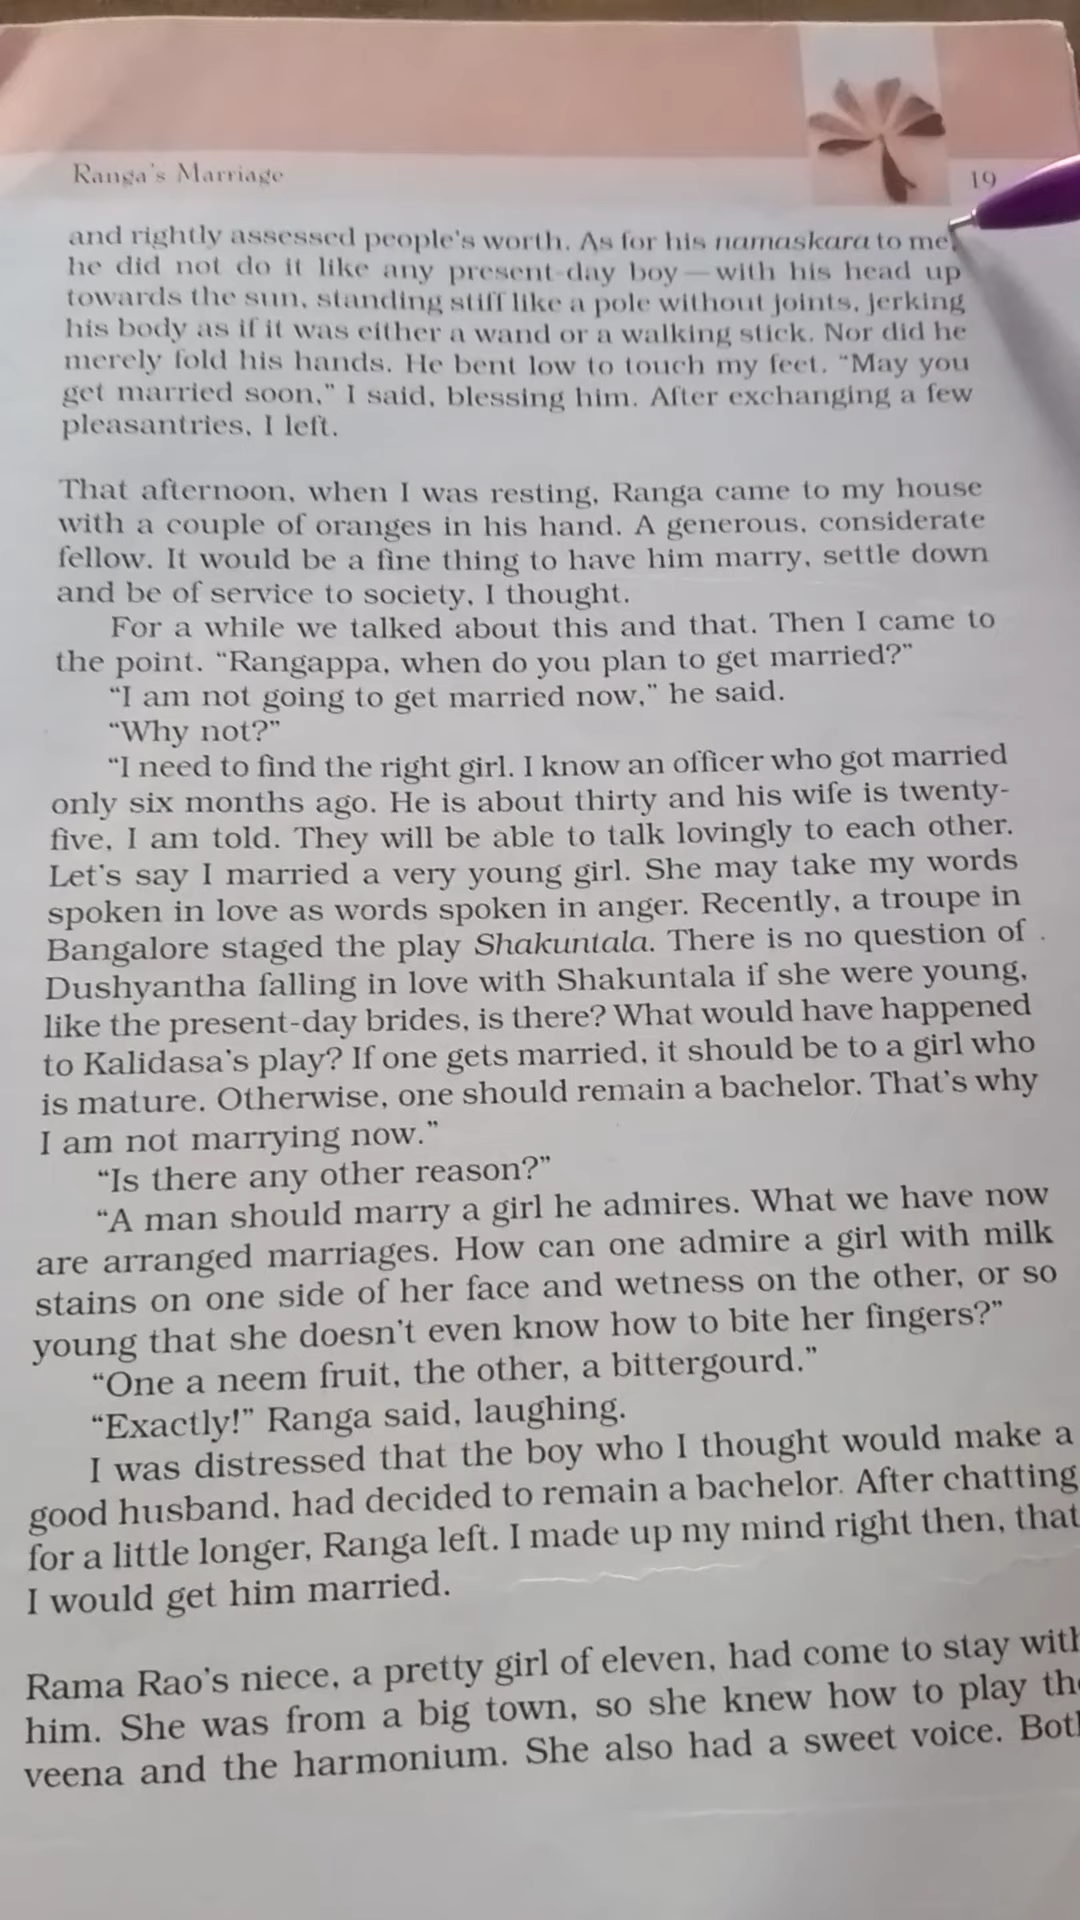 Ranga's Marriage
19
and rightly assessed people's worth. As for his namaskara to me,
he did not do it like any present-day boy—with his head up
towards the sun, standing stiff like a pole without joints, jerking
his body as if it was either a wand or a walking stick. Nor did he
merely fold his hands. He bent low to touch my feet. “May you
get married soon,” I said, blessing him. After exchanging a few
pleasantries, I left.
That afternoon, when I was resting, Ranga came to my house
with a couple of oranges in his hand. A generous, considerate
fellow. It would be a fine thing to have him marry, settle down
and be of service to society, I thought.
For a while we talked about this and that. Then I came to
the point. “Rangappa, when do you plan to get married?”
“I am not going to get married now,” he said.
“Why not?”
“I need to find the right girl. I know an officer who got married
only six months ago. He is about thirty and his wife is twenty-
five, I am told. They will be able to talk lovingly to each other.
Let's say I married a very young girl. She may take my words
spoken in love as words spoken in anger. Recently, a troupe in
Bangalore staged the play Shakuntala. There is no question of
Dushyantha falling in love with Shakuntala if she were young,
like the present-day brides, is there? What would have happened
to Kalidasa's play? If one gets married, it should be to a girl who
is mature. Otherwise, one should remain a bachelor. That's why
I am not marrying now.”
“Is there any other reason?”
“A man should marry a girl he admires. What we have now
are arranged marriages. How can one admire a girl with milk
stains on one side of her face and wetness on the other, or so
young that she doesn't even know how to bite her fingers?”
“One a neem fruit, the other, a bittergourd.”
“Exactly!” Ranga said, laughing.
I was distressed that the boy who I thought would make a
good husband, had decided to remain a bachelor. After chatting
for a little longer, Ranga left. I made up my mind right then, that
I would get him married.
Rama Rao's niece, a pretty girl of eleven, had come to stay with
him. She was from a big town, so she knew how to play the
veena and the harmonium. She also had a sweet voice. Both